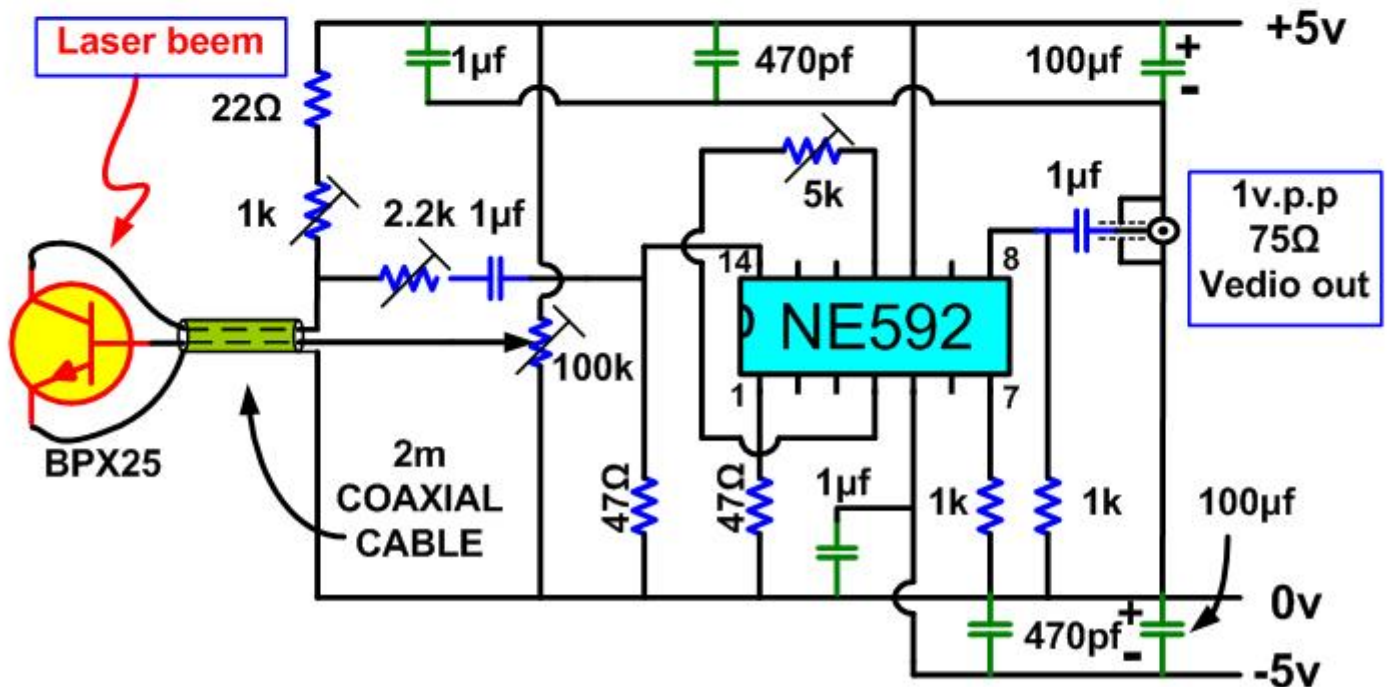 Laser beem
22Ω
1µf
470pf
100µf
+
-
+5v
1k
2.2k
1µf
5k
1µf
1v.p.p
75Ω
Vedio out
14
8
NE592
100k
1
7
BPX25
2m
COAXIAL
CABLE
47Ω
47Ω
1µf
1k
1k
100µf
0v
470pf
+
-
-5v